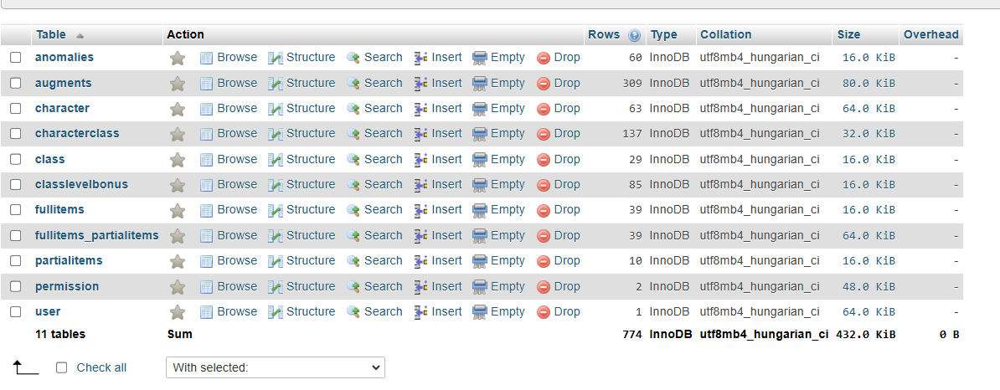 Table Action Rows Type Collation Size Overhead
anomalies Browse Structure Search Insert Empty Drop 60 InnoDB utf8mb4_hungarian_ci 16.0 KiB -
augments Browse Structure Search Insert Empty Drop 309 InnoDB utf8mb4_hungarian_ci 80.0 KiB -
character Browse Structure Search Insert Empty Drop 63 InnoDB utf8mb4_hungarian_ci 64.0 KiB -
characterclass Browse Structure Search Insert Empty Drop 137 InnoDB utf8mb4_hungarian_ci 32.0 KiB -
class Browse Structure Search Insert Empty Drop 29 InnoDB utf8mb4_hungarian_ci 16.0 KiB -
classlevelbonus Browse Structure Search Insert Empty Drop 85 InnoDB utf8mb4_hungarian_ci 16.0 KiB -
fullitems Browse Structure Search Insert Empty Drop 39 InnoDB utf8mb4_hungarian_ci 16.0 KiB -
fullitems_partialitems Browse Structure Search Insert Empty Drop 39 InnoDB utf8mb4_hungarian_ci 64.0 KiB -
partialitems Browse Structure Search Insert Empty Drop 10 InnoDB utf8mb4_hungarian_ci 16.0 KiB -
permission Browse Structure Search Insert Empty Drop 2 InnoDB utf8mb4_hungarian_ci 48.0 KiB -
user Browse Structure Search Insert Empty Drop 1 InnoDB utf8mb4_hungarian_ci 64.0 KiB -
11 tables Sum 774 InnoDB utf8mb4_hungarian_ci 432.0 KiB 0 B
Check all With selected: